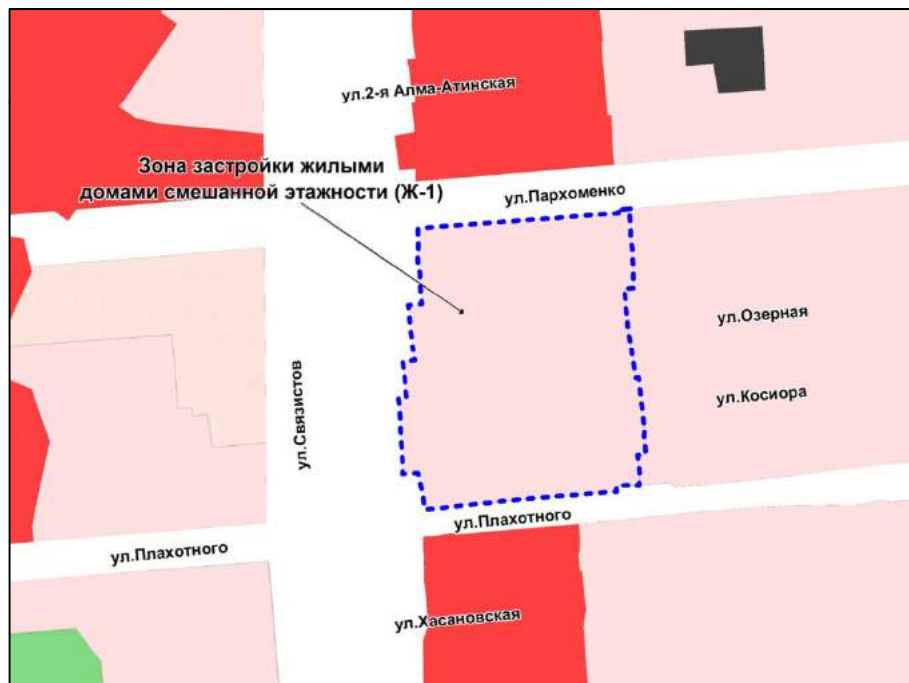 ул.2-я Алма-Атинская
Зона застройки жилыми
домами смешанной этажности (Ж-1)
ул.Пархоменко
ул.Озерная
ул.Косиора
ул.Связистов
ул.Плахотного
ул.Плахотного
ул.Хасановская